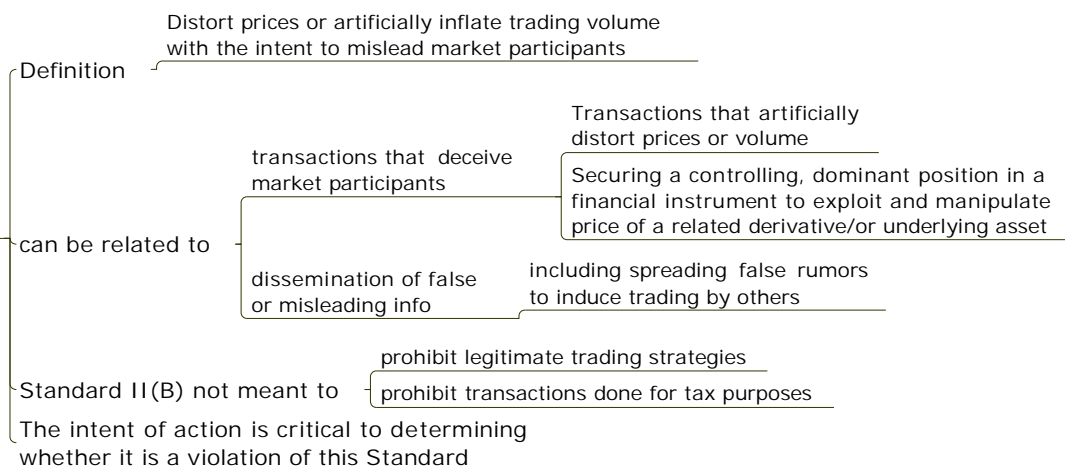 Distort prices or artificially inflate trading volume
with the intent to mislead market participants
Definition
Transactions that artificially
distort prices or volume
transactions that deceive
market participants
Securing a controlling, dominant position in a
financial instrument to exploit and manipulate
price of a related derivative/or underlying asset
can be related to
dissemination of false
or misleading info
including spreading false rumors
to induce trading by others
Standard II(B) not meant to
prohibit legitimate trading strategies
prohibit transactions done for tax purposes
The intent of action is critical to determining
whether it is a violation of this Standard